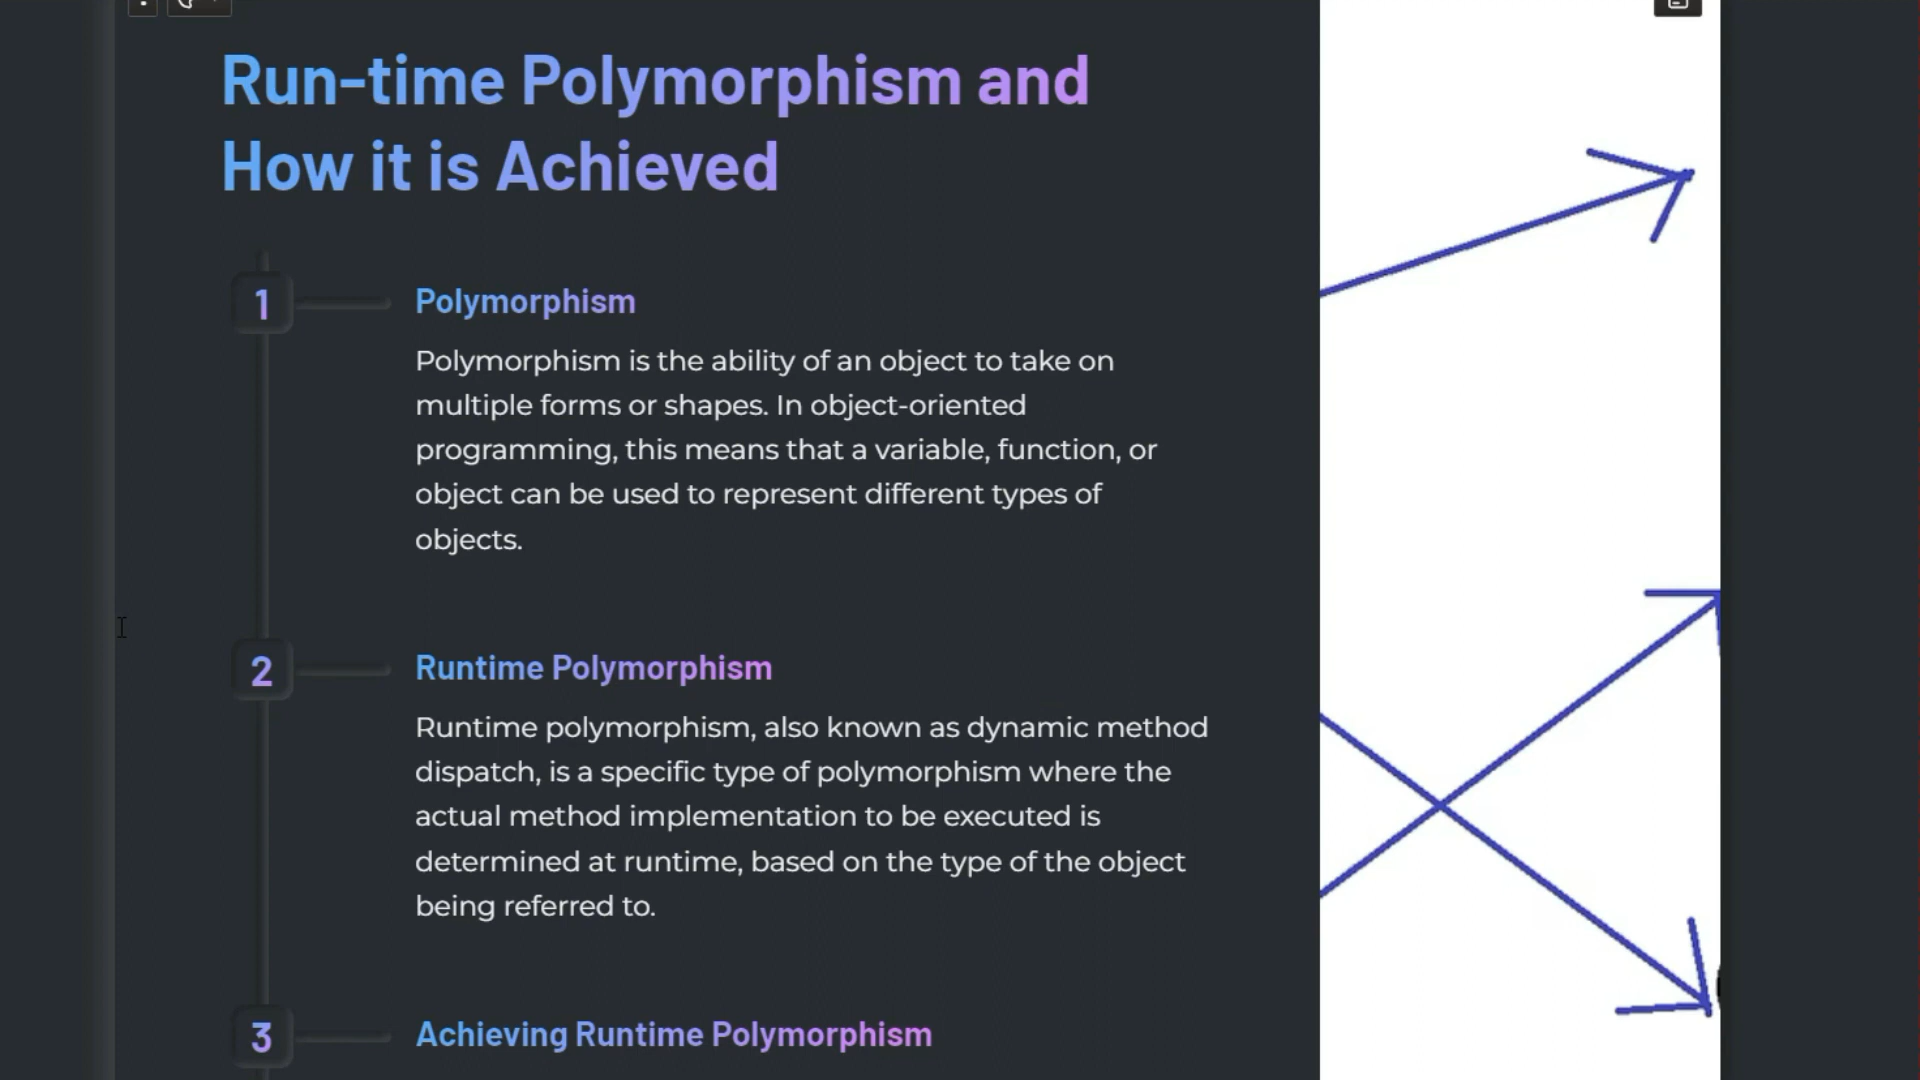 Run-time Polymorphism and
How it is Achieved
1
Polymorphism
Polymorphism is the ability of an object to take on
multiple forms or shapes. In object-oriented
programming, this means that a variable, function, or
object can be used to represent different types of
objects.
2
Runtime Polymorphism
Runtime polymorphism, also known as dynamic method
dispatch, is a specific type of polymorphism where the
actual method implementation to be executed is
determined at runtime, based on the type of the object
being referred to.
3
Achieving Runtime Polymorphism